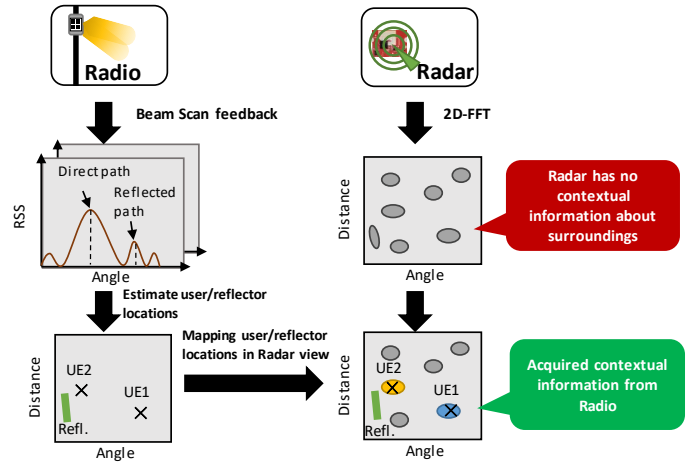 Radio
Radar
Beam Scan feedback
2D-FFT
Direct path
Reflected
path
RSS
Angle
Distance
Angle
Radar has no
contextual
information about
surroundings
Estimate user/reflector
locations
Mapping user/reflector
locations in Radar view
Distance
UE2
UE1
Refl.
Angle
Distance
UE2
UE1
Refl.
Angle
Acquired contextual
information from
Radio